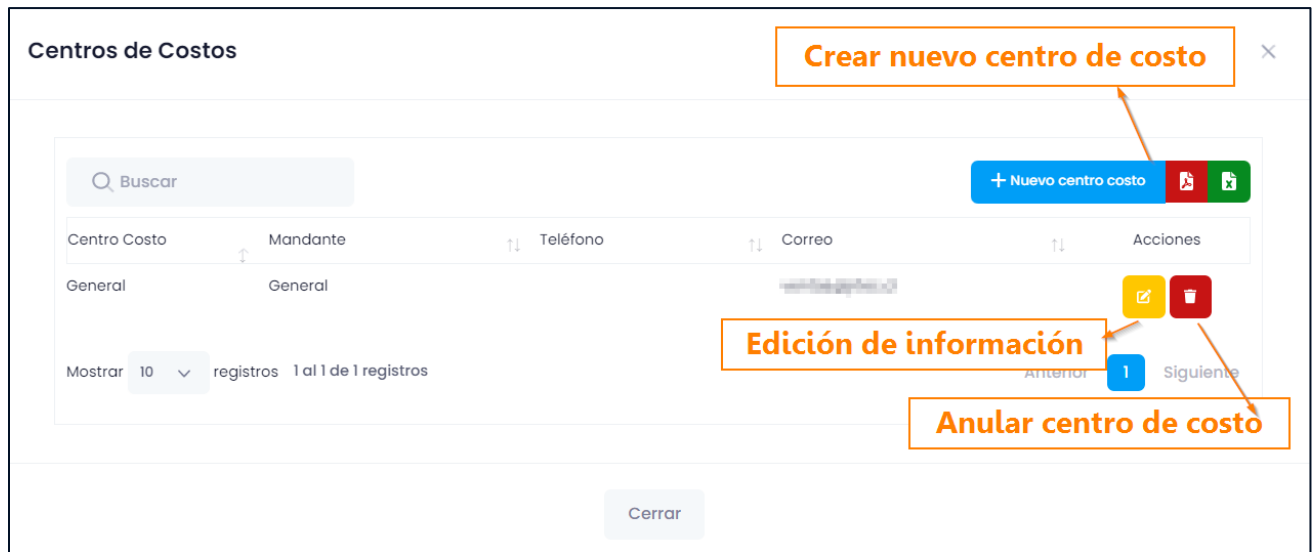 Centros de Costos
Crear nuevo centro de costo
Buscar
+ Nuevo centro costo
Centro Costo Mandante Teléfono Correo Acciones
General General
Edición de información
Mostrar 10 registros 1 al 1 de 1 registros
Anterior 1 Siguiente
Anular centro de costo
Cerrar